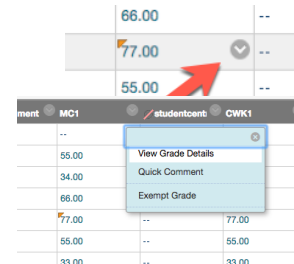 66.00 --
77.00 --
55.00 --
ment MC1 studentcent: CWK1
--
55.00 View Grade Details
34.00 Quick Comment
66.00 Exempt Grade
77.00 -- 77.00
55.00 -- 55.00
33.00 -- 33.00